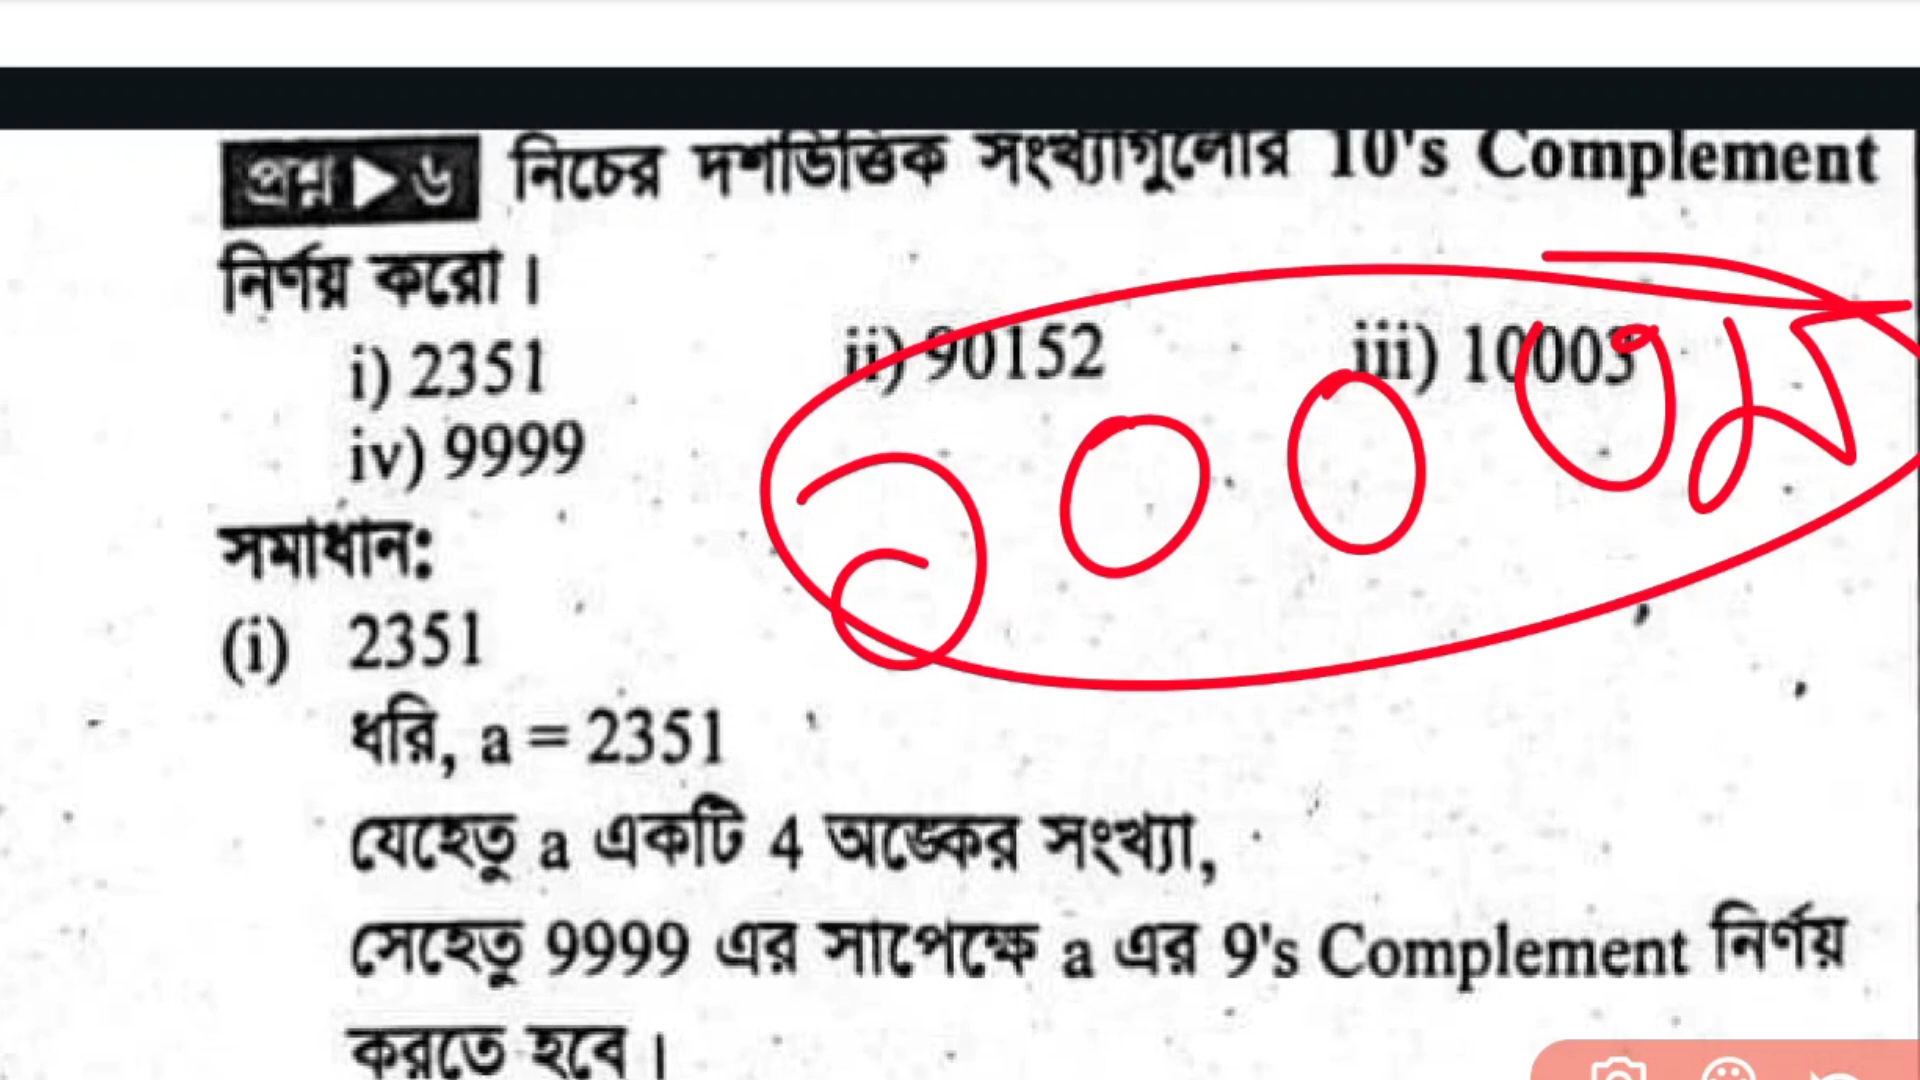 প্রশ্ন ▶ ৬ নিচের দশভিত্তিক সংখ্যাগুলোর 10's Complement
নির্ণয় করো।
i) 2351 ii) 90152 iii) 10003
iv) 9999
সমাধান:
(i) 2351
ধরি, a = 2351
যেহেতু a একটি 4 অঙ্কের সংখ্যা,
সেহেতু 9999 এর সাপেক্ষে a এর 9's Complement নির্ণয়
করতে হবে।